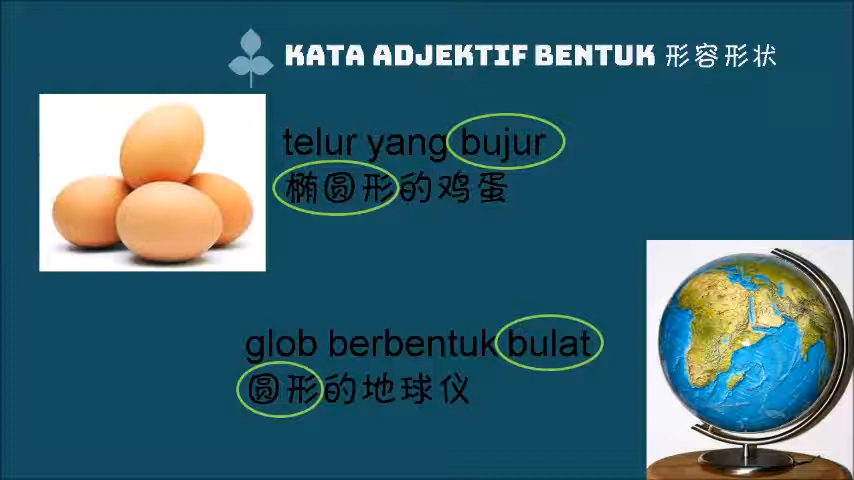 KATA ADJEKTIF BENTUK 形容形状
telur yang bujur
椭圆形的鸡蛋
glob berbentuk bulat
圆形的地球仪